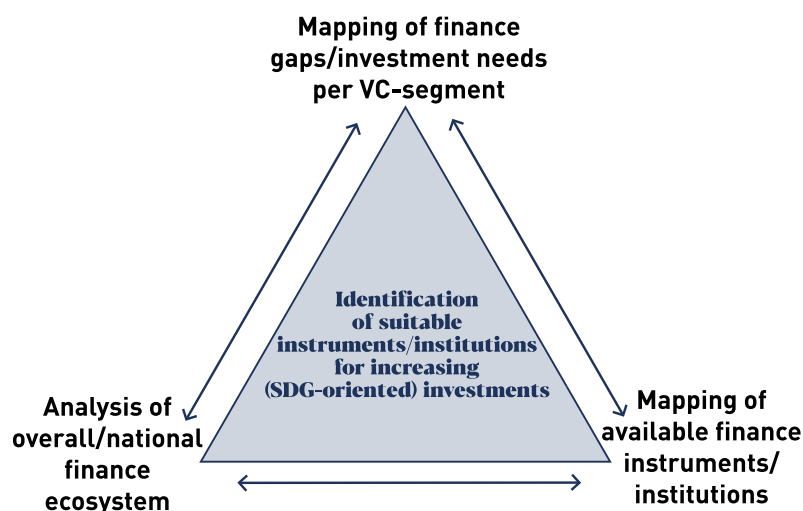 Mapping of finance
gaps/investment needs
per VC-segment
Identification
of suitable
instruments/institutions
for increasing
(SDG-oriented) investments
Analysis of
overall/national
finance
ecosystem
Mapping of
available finance
instruments/
institutions